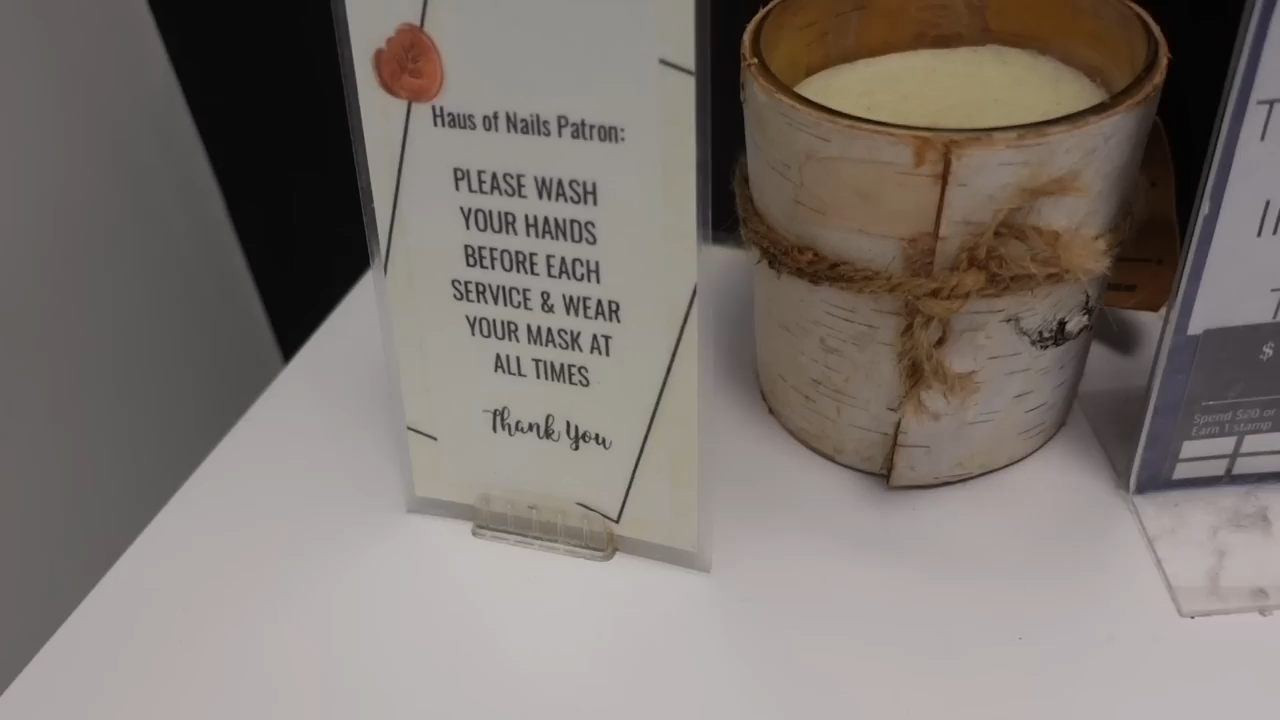 Haus of Nails Patron:
PLEASE WASH
YOUR HANDS
BEFORE EACH
SERVICE & WEAR
YOUR MASK AT
ALL TIMES
Thank You
$
Spend $20 or
Earn 1 stamp